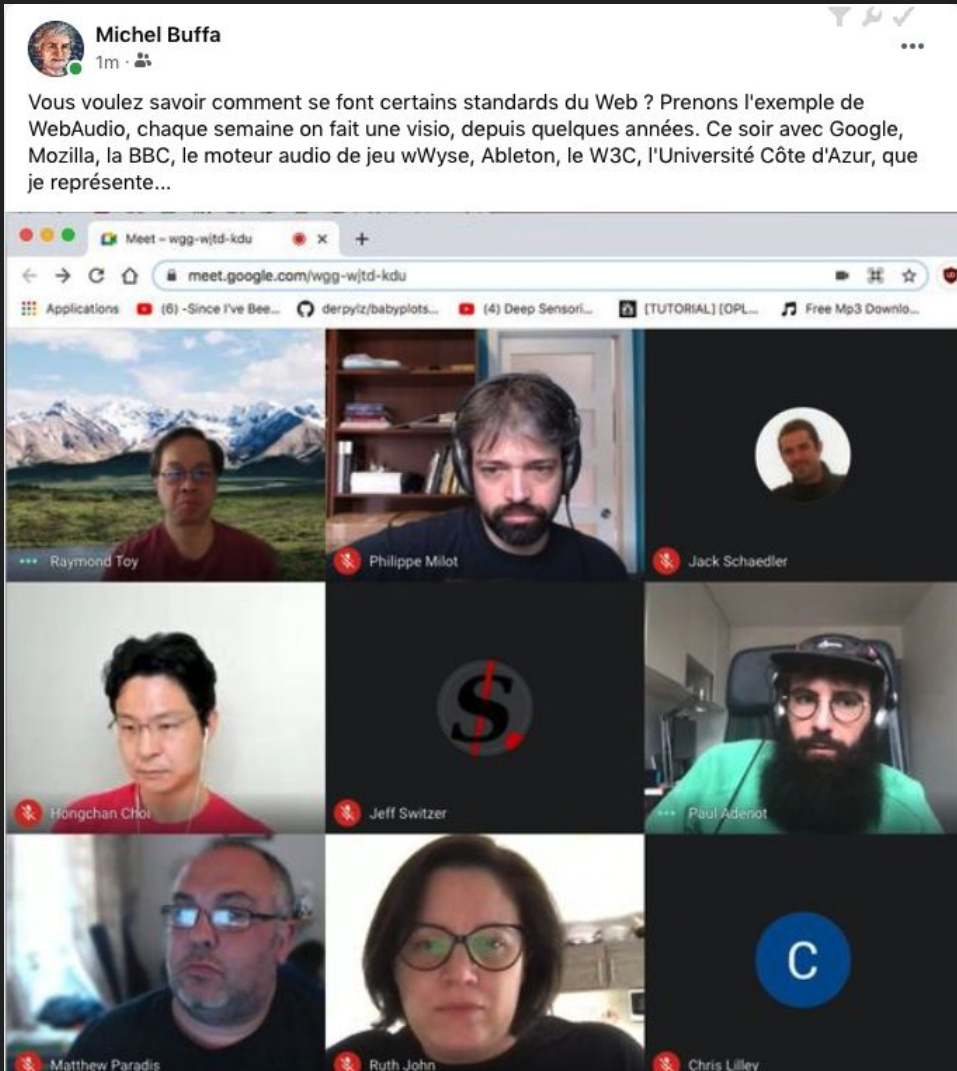 Michel Buffa
1m ·
Vous voulez savoir comment se font certains standards du Web ? Prenons l'exemple de
WebAudio, chaque semaine on fait une visio, depuis quelques années. Ce soir avec Google,
Mozilla, la BBC, le moteur audio de jeu wWyse, Ableton, le W3C, l'Université Côte d'Azur, que
je représente...
Meet – wgg-wjtd-kdu
meet.google.com/wgg-wjtd-kdu
Applications (6) -Since I've Bee... derpylz/babyplots... (4) Deep Sensori... [TUTORIAL] [OPL... Free Mp3 Downlo...
Raymond Toy Philippe Milot Jack Schaedler
S
Hongchan Choi Jeff Switzer Paul Adenot
C
Matthew Paradis Ruth John Chris Lilley